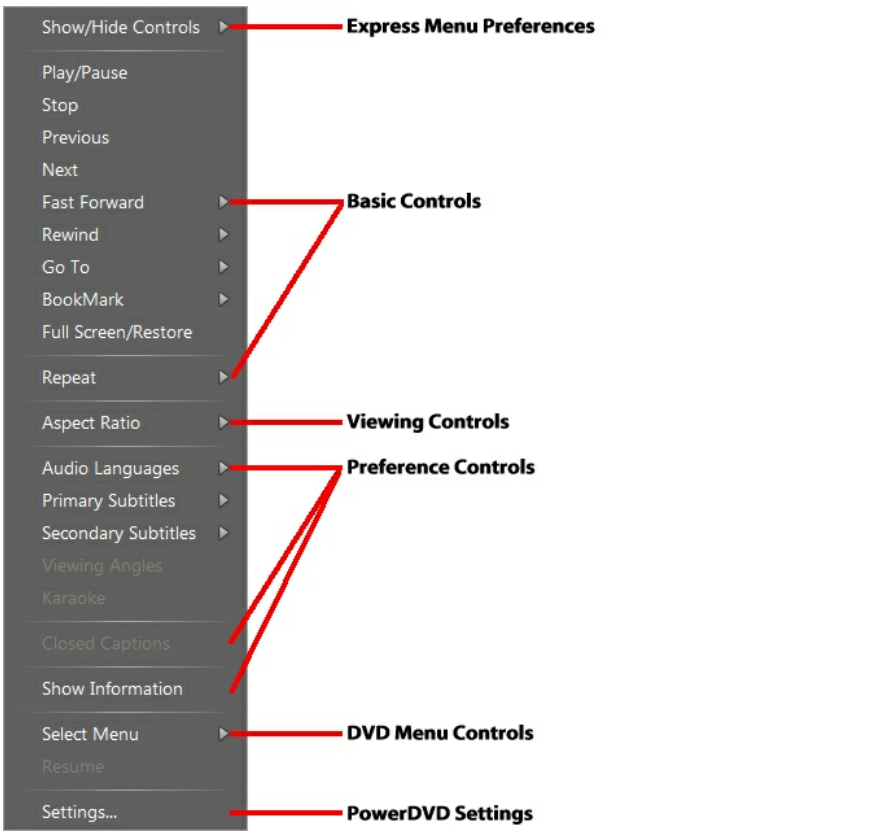 Show/Hide Controls Express Menu Preferences
Play/Pause
Stop
Previous
Next
Fast Forward Basic Controls
Rewind
Go To
BookMark
Full Screen/Restore
Repeat
Aspect Ratio Viewing Controls
Audio Languages Preference Controls
Primary Subtitles
Secondary Subtitles
Viewing Angles
Karaoke
Closed Captions
Show Information
Select Menu DVD Menu Controls
Resume
Settings... PowerDVD Settings